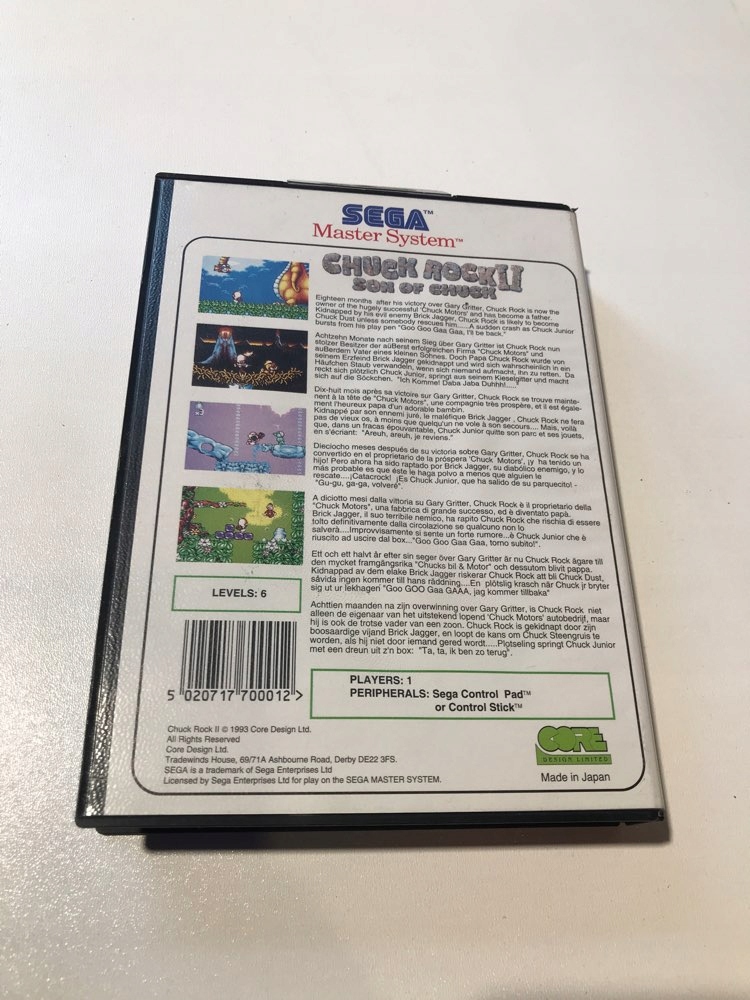 SEGA™
Master System™
CHUCK ROCK II
SON OF CHUCK
Eighteen months after his victory over Gary Gritter, Chuck Rock is now the
owner of the hugely successful 'Chuck Motors' and has become a father.
Kidnapped by his evil enemy Brick Jagger, Chuck Rock is likely to become
Chuck Dust unless somebody rescues him......A sudden crash as Chuck Junior
bursts from his play pen "Goo Goo Gaa Gaa, I'll be back."
Achtzehn Monate nach seinem Sieg über Gary Gritter ist Chuck Rock nun
stolzer Besitzer der äußerst erfolgreichen Firma "Chuck Motors" und
außerdem Vater eines kleinen Sohnes. Doch Papa Chuck Rock wurde von
seinem Erzfeind Brick Jagger gekidnappt und wird sich wahrscheinlich in ein
Häufchen Staub verwandeln, wenn sich niemand aufmacht, ihn zu retten. Da
reckt sich plötzlich Chuck Junior, springt aus seinem Kieselgitter und macht
sich auf die Söckchen. "Ich Komme! Daba Jaba Duhhh!....."
Dix-huit mois après sa victoire sur Gary Gritter, Chuck Rock se trouve mainte-
nent à la tête de "Chuck Motors", une compagnie très prospère, et il est égale-
ment l'heureux papa d'un adorable bambin.
Kidnappé par son ennemi juré, le maléfique Brick Jagger , Chuck Rock ne fera
pas de vieux os, à moins que quelqu'un ne vole à son secours.... Mais, voilà
que, dans un fracas épouvantable, Chuck Junior quitte son parc et ses jouets,
en s'écriant: "Areuh, areuh, je reviens."
Dieciocho meses después de su victoria sobre Gary Gritter, Chuck Rock se ha
convertido en el proprietario de la próspera 'Chuck Motors', ¡y ha tenido un
hijo! Pero ahora ha sido raptado por Brick Jagger, su diabólico enemigo, y lo
más probable es que éste le haga polvo a menos que alguien le
rescate....¡Catacrock! ¡Es Chuck Junior, que ha salido de su parquecito! -
"Gu-gu, ga-ga, volveré".
A diciotto mesi dalla vittoria su Gary Gritter, Chuck Rock è il proprietario della
"Chuck Motors", una fabbrica di grande successo, ed è diventato papà.
Brick Jagger, il suo terribile nemico, ha rapito Chuck Rock che rischia di essere
tolto definitivamente dalla circolazione se qualcuno non lo
salverà....Improvvisamente si sente un forte rumore...è Chuck Junior che è
riuscito ad uscire dal box..."Goo Goo Gaa Gaa, torno subito!".
Ett och ett halvt år efter sin seger över Gary Gritter är nu Chuck Rock ägare till
den mycket framgångsrika "Chucks bil & Motor" och dessutom blivit pappa.
Kidnappad av dem elake Brick Jagger riskerar Chuck Rock att bli Chuck Dust,
såvida ingen kommer till hans räddning....En plötslig krasch när Chuck jr bryter
sig ut ur lekhagen "Goo GOO Gaa GAAA, jag kommer tillbaka"
Achttien maanden na zijn overwinning over Gary Gritter, is Chuck Rock niet
alleen de eigenaar van het uitstekend lopend 'Chuck Motors' autobedrijf, maar
hij is ook de trotse vader van een zoon. Chuck Rock is gekidnapt door zijn
boosaardige vijand Brick Jagger, en loopt de kans om Chuck Steengruis te
worden, als hij niet door iemand gered wordt.....Plotseling springt Chuck Junior
met een dreun uit z'n box: "Ta, ta, ik ben zo terug".
LEVELS: 6
5 020717 700012 >
PLAYERS: 1
PERIPHERALS: Sega Control Pad™
or Control Stick™
Chuck Rock II © 1993 Core Design Ltd.
All Rights Reserved
Core Design Ltd.
Tradewinds House, 69/71A Ashbourne Road, Derby DE22 3FS.
SEGA is a trademark of Sega Enterprises Ltd
Licensed by Sega Enterprises Ltd for play on the SEGA MASTER SYSTEM.
CORE
DESIGN LIMITED
Made in Japan